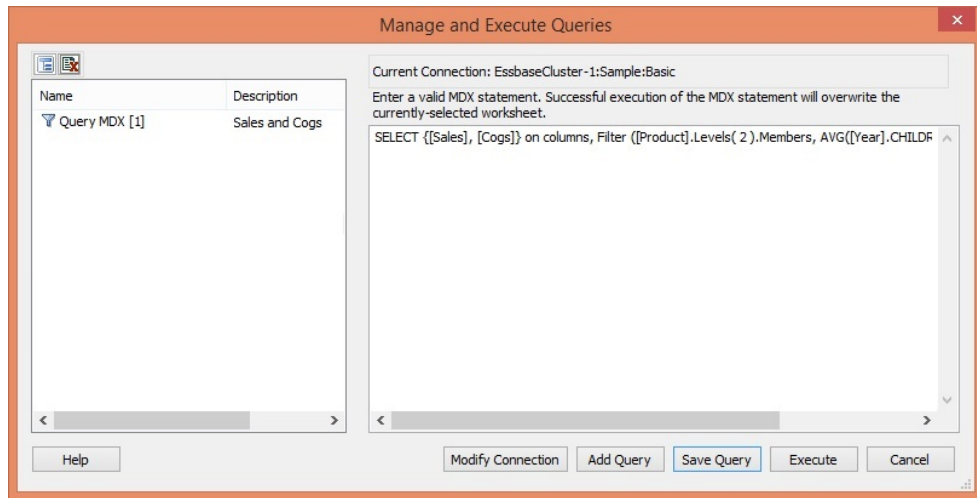 Manage and Execute Queries
Current Connection: EssbaseCluster-1:Sample:Basic
Name Description
Query MDX [1] Sales and Cogs
Enter a valid MDX statement. Successful execution of the MDX statement will overwrite the
currently-selected worksheet.
SELECT {[Sales], [Cogs]} on columns, Filter ([Product].Levels( 2 ).Members, AVG([Year].CHILDR
Help Modify Connection Add Query Save Query Execute Cancel